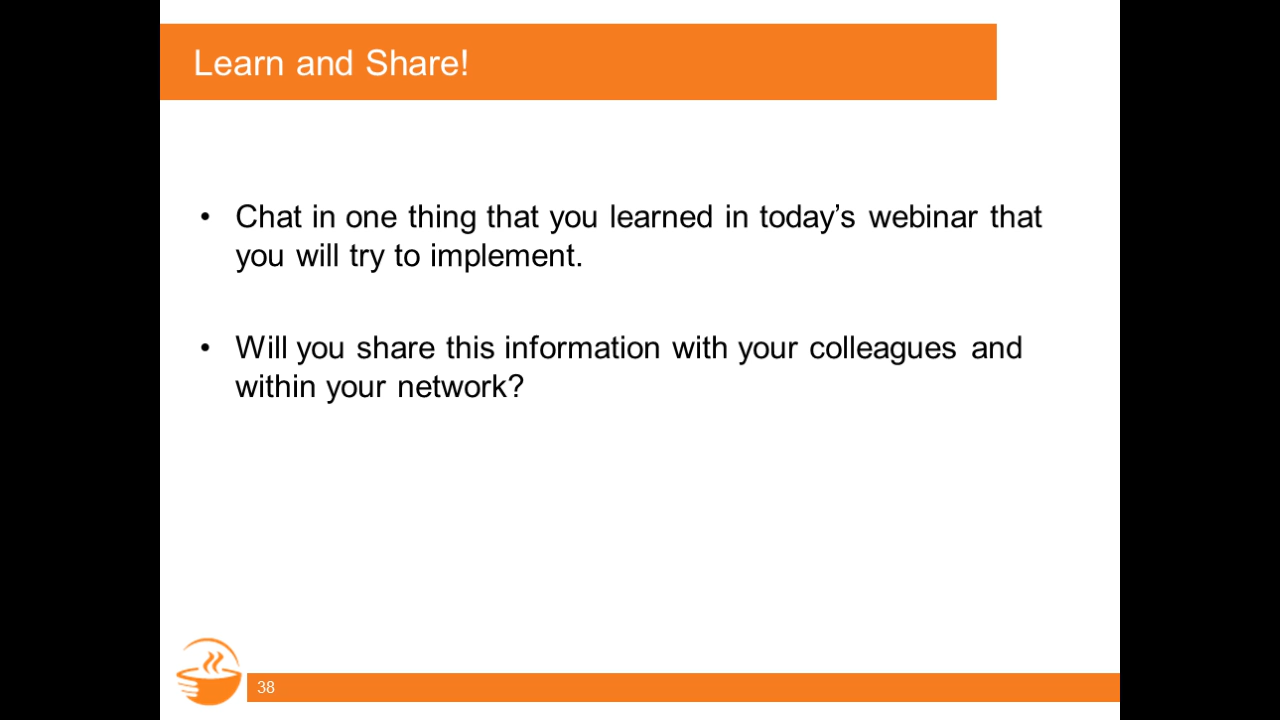 Learn and Share!
• Chat in one thing that you learned in today’s webinar that
you will try to implement.
• Will you share this information with your colleagues and
within your network?
38